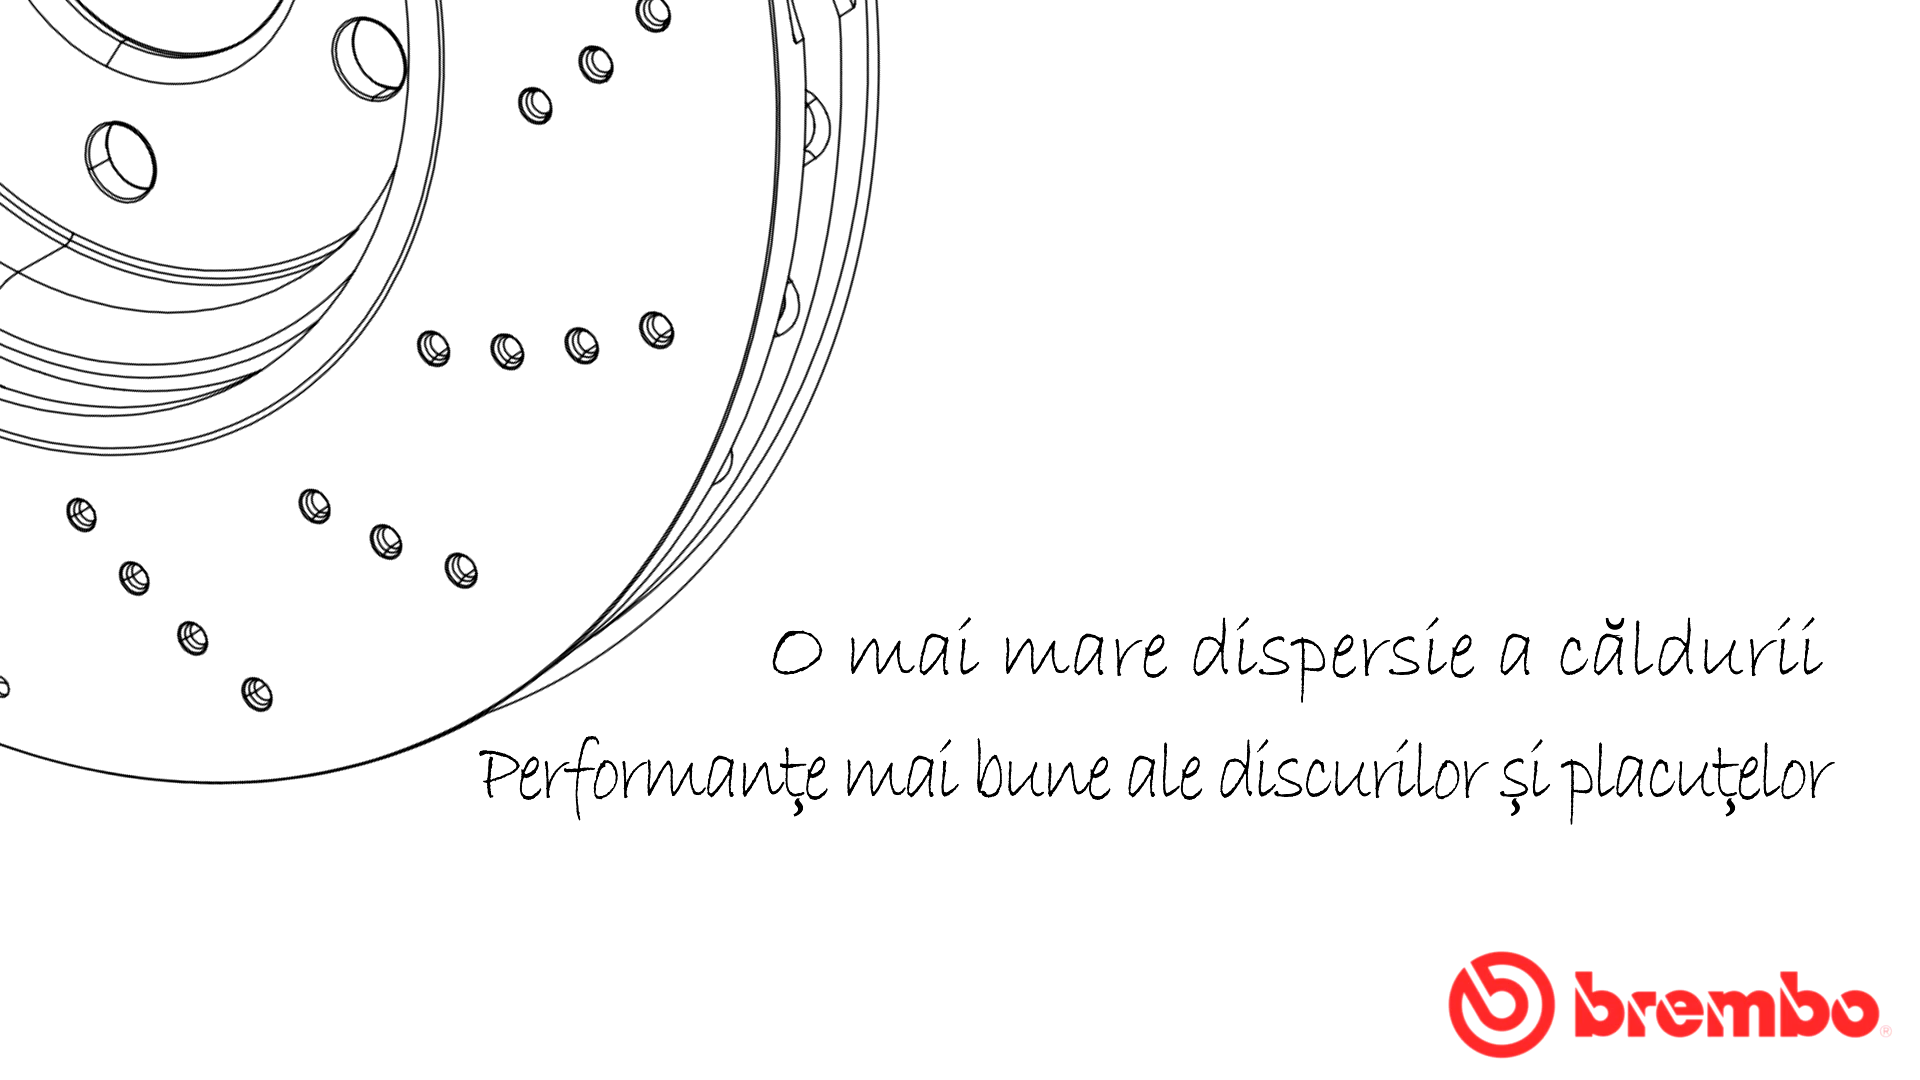 O mai mare dispersie a căldurii
Performanțe mai bune ale discurilor și placuțelor
brembo®